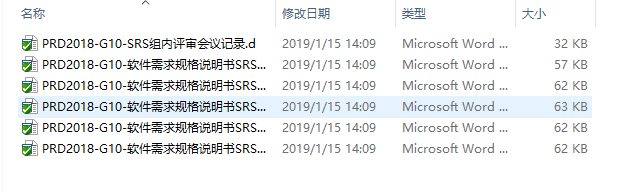 名称 修改日期 类型 大小
PRD2018-G10-SRS组内评审会议记录.d 2019/1/15 14:09 Microsoft Word ... 32 KB
PRD2018-G10-软件需求规格说明书SRS... 2019/1/15 14:09 Microsoft Word ... 57 KB
PRD2018-G10-软件需求规格说明书SRS... 2019/1/15 14:09 Microsoft Word ... 62 KB
PRD2018-G10-软件需求规格说明书SRS... 2019/1/15 14:09 Microsoft Word ... 63 KB
PRD2018-G10-软件需求规格说明书SRS... 2019/1/15 14:09 Microsoft Word ... 62 KB
PRD2018-G10-软件需求规格说明书SRS... 2019/1/15 14:09 Microsoft Word ... 62 KB